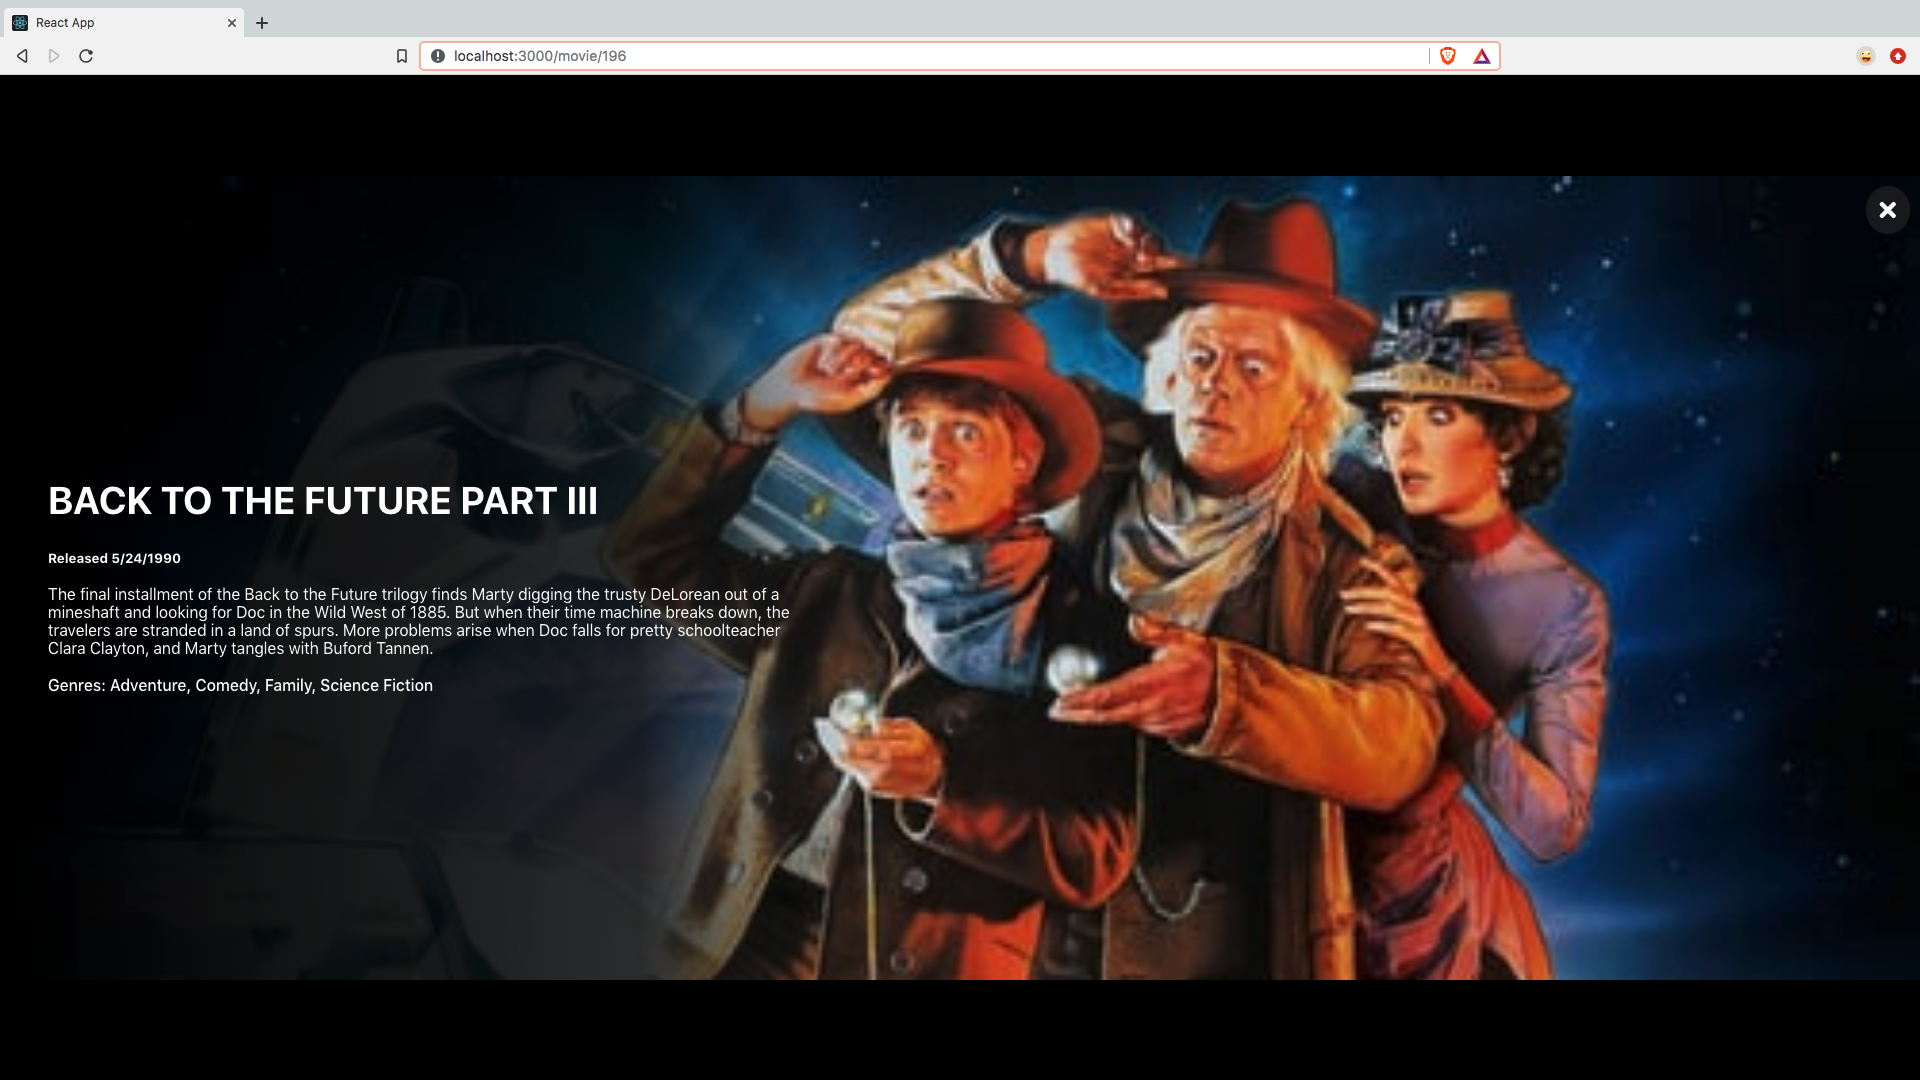 React App
localhost:3000/movie/196
BACK TO THE FUTURE PART III
Released 5/24/1990
The final installment of the Back to the Future trilogy finds Marty digging the trusty DeLorean out of a
mineshaft and looking for Doc in the Wild West of 1885. But when their time machine breaks down, the
travelers are stranded in a land of spurs. More problems arise when Doc falls for pretty schoolteacher
Clara Clayton, and Marty tangles with Buford Tannen.
Genres: Adventure, Comedy, Family, Science Fiction